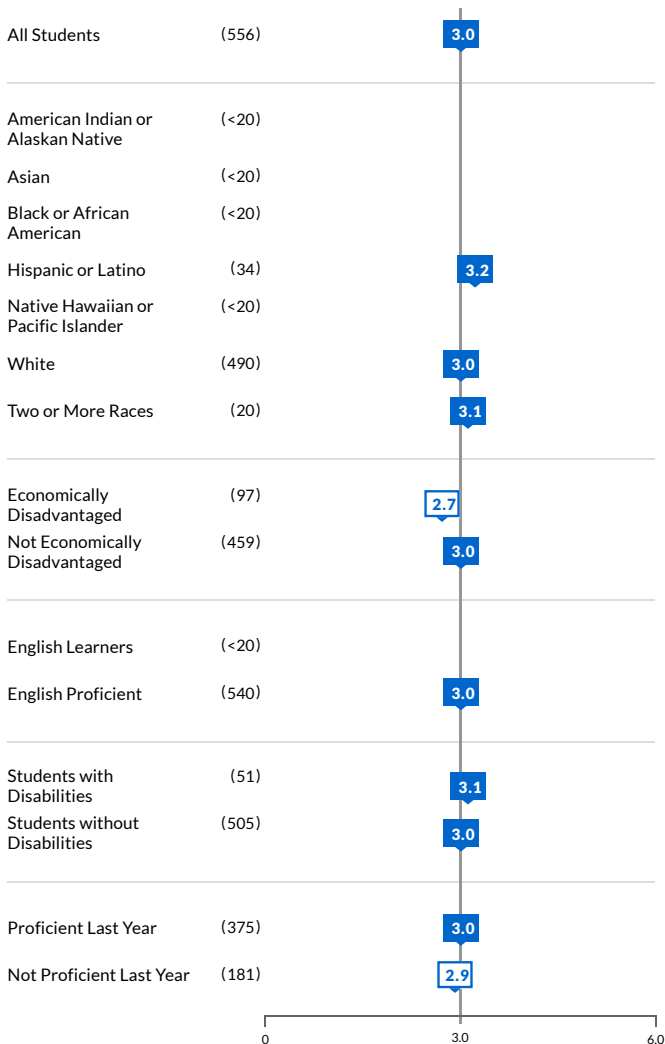 All Students (556) 3.0
American Indian or (<20)
Alaskan Native
Asian (<20)
Black or African (<20)
American
Hispanic or Latino (34) 3.2
Native Hawaiian or (<20)
Pacific Islander
White (490) 3.0
Two or More Races (20) 3.1
Economically (97) 2.7
Disadvantaged
Not Economically (459) 3.0
Disadvantaged
English Learners (<20)
English Proficient (540) 3.0
Students with (51) 3.1
Disabilities
Students without (505) 3.0
Disabilities
Proficient Last Year (375) 3.0
Not Proficient Last Year (181) 2.9
0 3.0 6.0